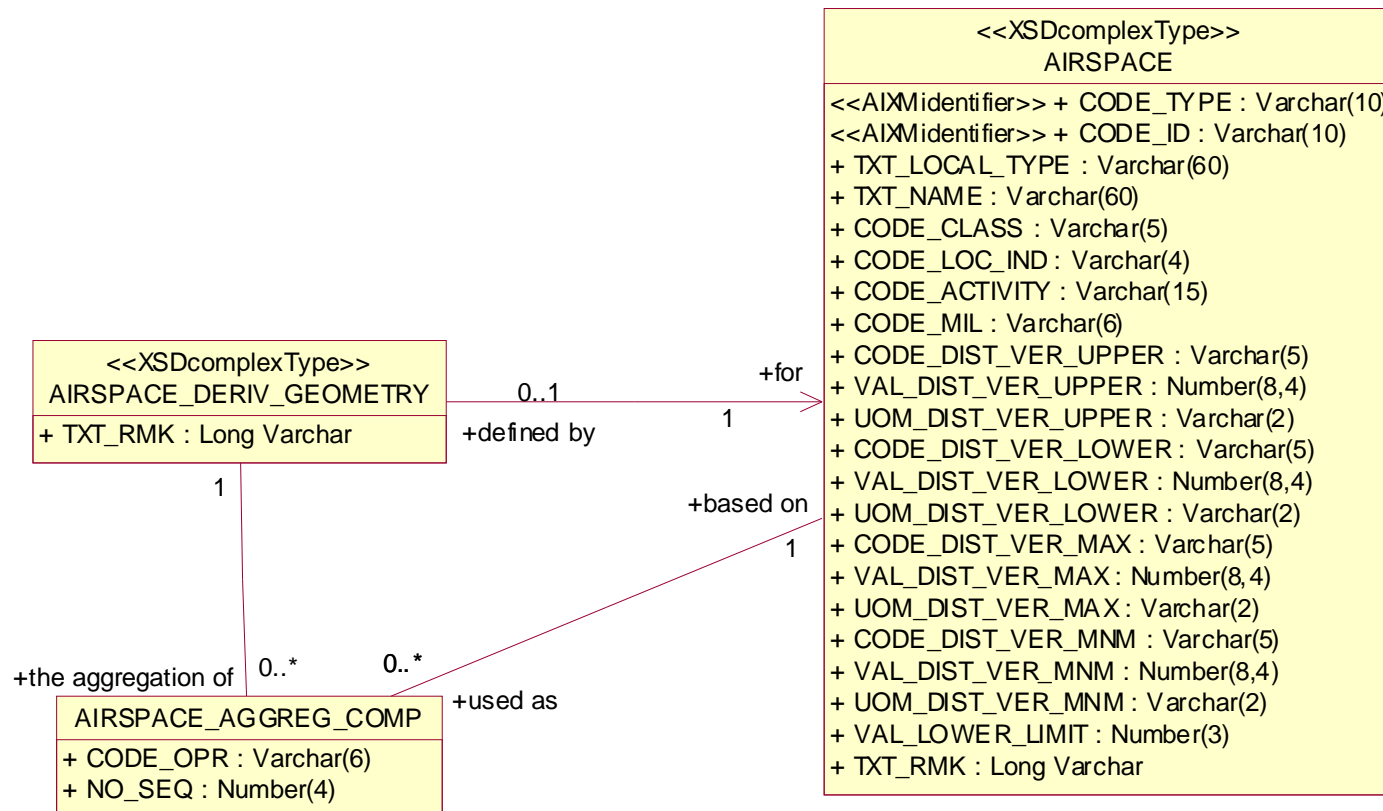 <<XSDcomplexType>>
AIRSPACE
<<AIXMidentifier>> + CODE_TYPE : Varchar(10)
<<AIXMidentifier>> + CODE_ID : Varchar(10)
+ TXT_LOCAL_TYPE : Varchar(60)
+ TXT_NAME : Varchar(60)
+ CODE_CLASS : Varchar(5)
+ CODE_LOC_IND : Varchar(4)
+ CODE_ACTIVITY : Varchar(15)
+ CODE_MIL : Varchar(6)
+ CODE_DIST_VER_UPPER : Varchar(5)
+ VAL_DIST_VER_UPPER : Number(8,4)
+ UOM_DIST_VER_UPPER : Varchar(2)
+ CODE_DIST_VER_LOWER : Varchar(5)
+ VAL_DIST_VER_LOWER : Number(8,4)
+ UOM_DIST_VER_LOWER : Varchar(2)
+ CODE_DIST_VER_MAX : Varchar(5)
+ VAL_DIST_VER_MAX : Number(8,4)
+ UOM_DIST_VER_MAX : Varchar(2)
+ CODE_DIST_VER_MNM : Varchar(5)
+ VAL_DIST_VER_MNM : Number(8,4)
+ UOM_DIST_VER_MNM : Varchar(2)
+ VAL_LOWER_LIMIT : Number(3)
+ TXT_RMK : Long Varchar
<<XSDcomplexType>>
AIRSPACE_DERIV_GEOMETRY
+ TXT_RMK : Long Varchar
0..1
+defined by
+for
1
1
+based on
1
+the aggregation of
0..*
0..*
+used as
AIRSPACE_AGGREG_COMP
+ CODE_OPR : Varchar(6)
+ NO_SEQ : Number(4)